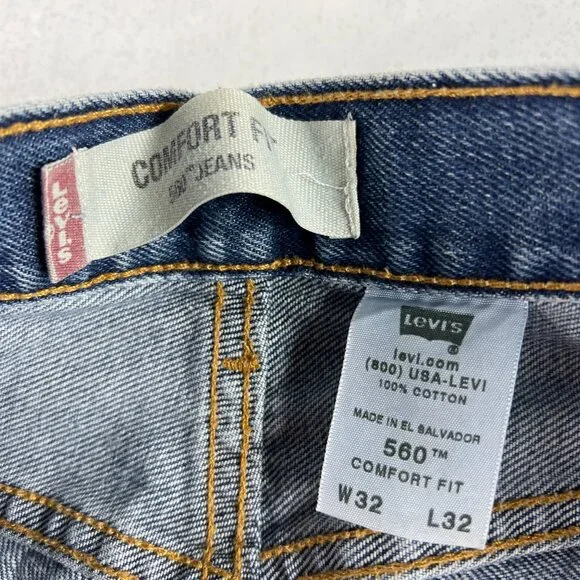 Levi's
COMFORT FIT
560™ JEANS
LEVI'S
®
levi.com
(800) USA-LEVI
100% COTTON
MADE IN EL SALVADOR
560™
COMFORT FIT
W32 L32